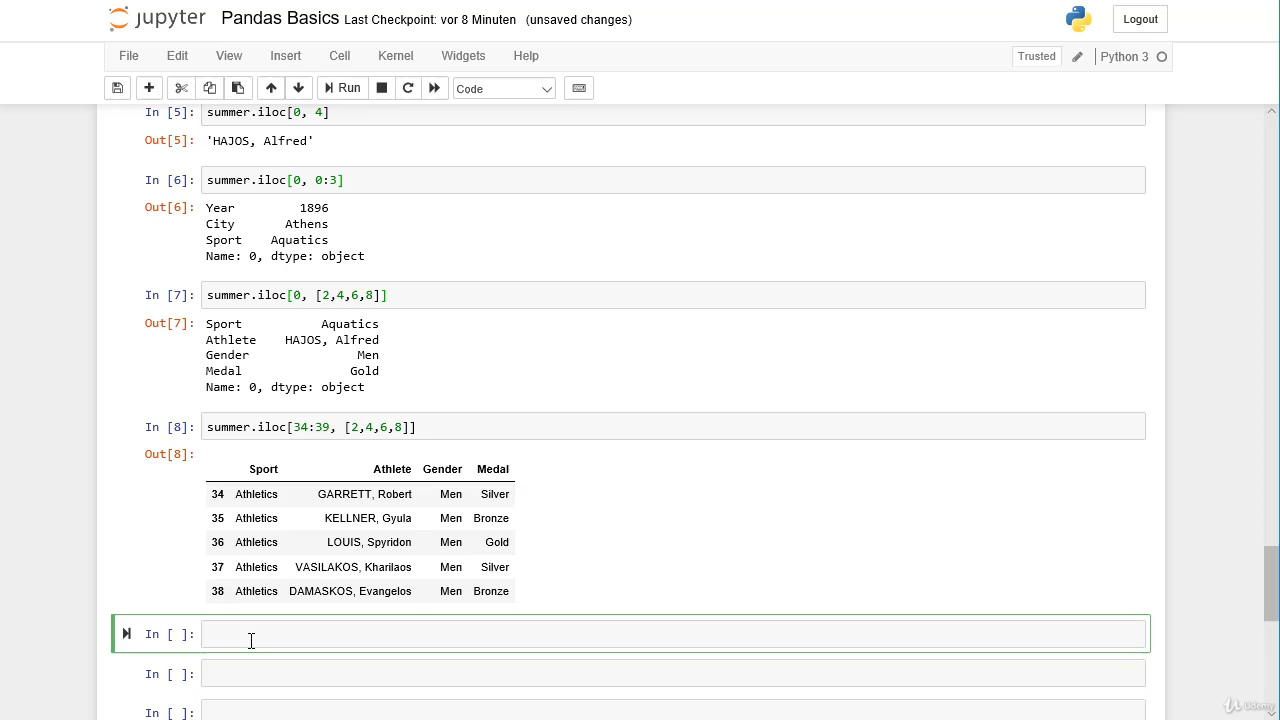 jupyter Pandas Basics Last Checkpoint: vor 8 Minuten (unsaved changes) Logout
File Edit View Insert Cell Kernel Widgets Help Trusted Python 3
Run Code
In [5]: summer.iloc[0, 4]
Out[5]: 'HAJOS, Alfred'
In [6]: summer.iloc[0, 0:3]
Out[6]: Year 1896
City Athens
Sport Aquatics
Name: 0, dtype: object
In [7]: summer.iloc[0, [2,4,6,8]]
Out[7]: Sport Aquatics
Athlete HAJOS, Alfred
Gender Men
Medal Gold
Name: 0, dtype: object
In [8]: summer.iloc[34:39, [2,4,6,8]]
Out[8]:
Sport Athlete Gender Medal
34 Athletics GARRETT, Robert Men Silver
35 Athletics KELLNER, Gyula Men Bronze
36 Athletics LOUIS, Spyridon Men Gold
37 Athletics VASILAKOS, Kharilaos Men Silver
38 Athletics DAMASKOS, Evangelos Men Bronze
In [ ]:
In [ ]:
In [ ]:
Udemy